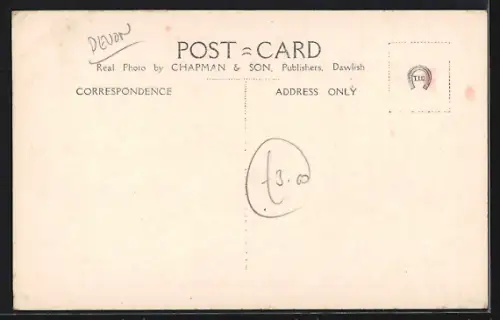 DEVON
POST CARD
Real Photo by CHAPMAN & SON, Publishers, Dawlish
CORRESPONDENCE
ADDRESS ONLY
£3.00